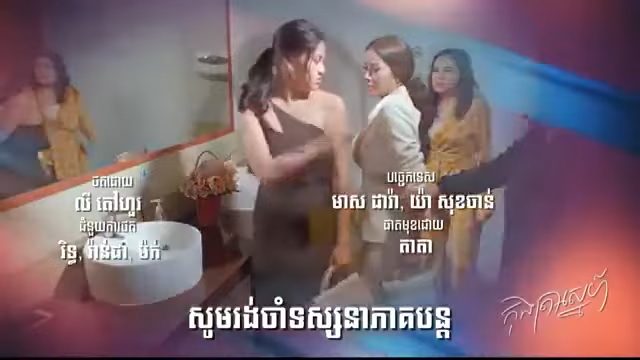 ថតដោយ
លី តៅហួរ
ជំនួយការថត
រិទ្ធ, វ៉ាន់ដាំ, ម៉ក់
បច្ចេកទេស
មាស ដារ៉ា, យ៉ា សុខចាន់
ផាត់មុខដោយ
តាតា
សូមរង់ចាំទស្សនាភាគបន្ត